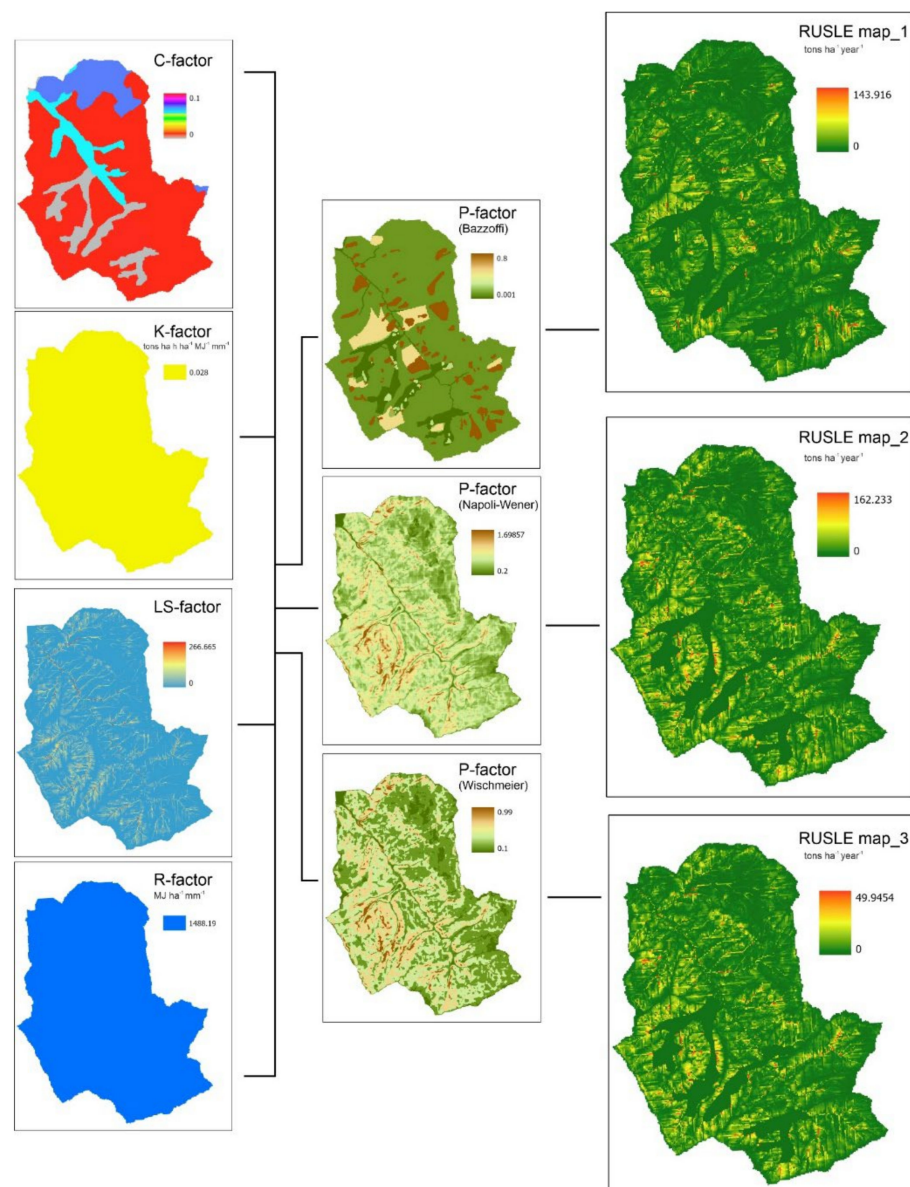 C-factor
0.1
0
K-factor
tons ha h ha⁻¹ MJ⁻¹ mm⁻¹
0.028
LS-factor
266.665
0
R-factor
MJ ha⁻¹ mm⁻¹
1488.19
P-factor
(Bazzoffi)
0.8
0.001
P-factor
(Napoli-Wener)
1.69857
0.2
P-factor
(Wischmeier)
0.99
0.1
RUSLE map_1
tons ha⁻¹ year⁻¹
143.916
0
RUSLE map_2
tons ha⁻¹ year⁻¹
162.233
0
RUSLE map_3
tons ha⁻¹ year⁻¹
49.9454
0